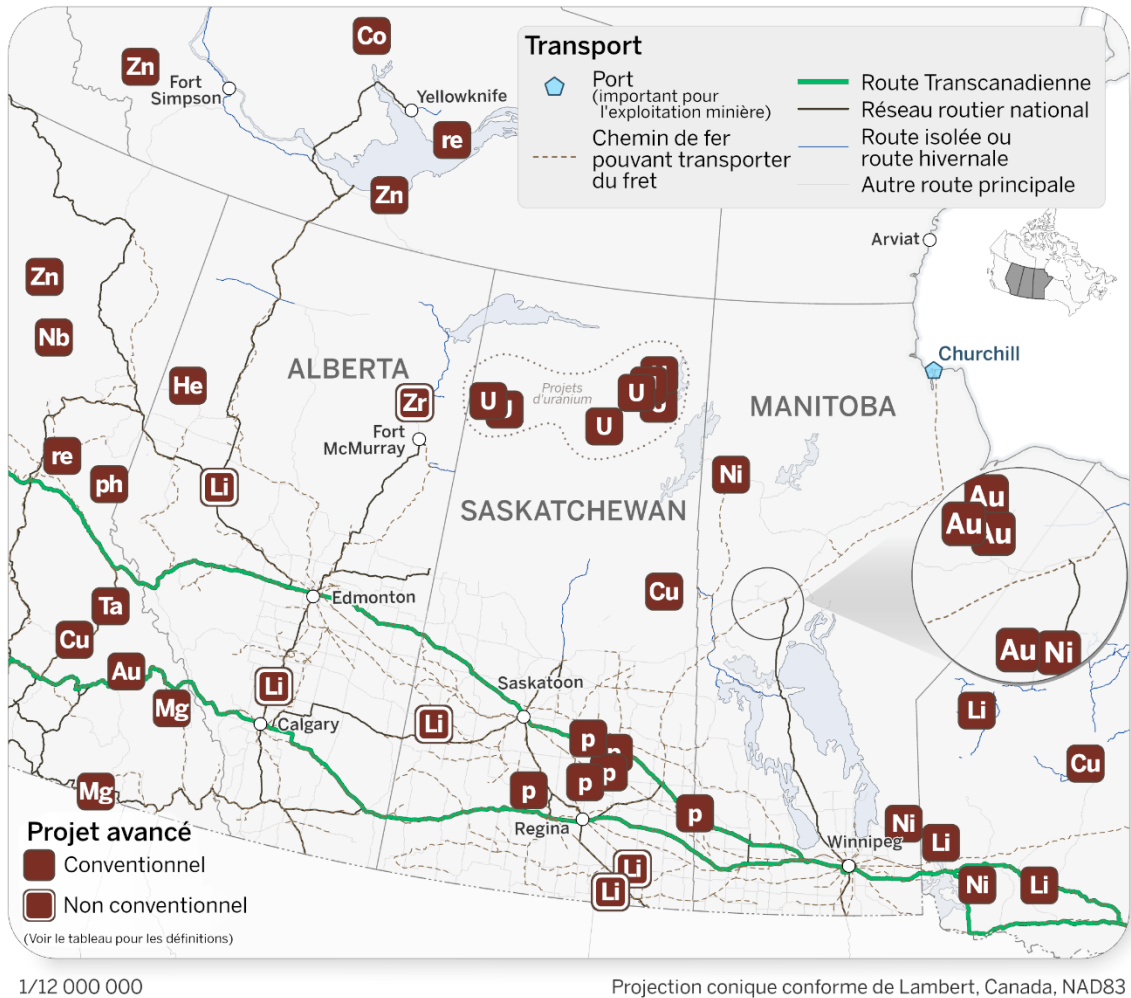 Transport
Port
(important pour
l'exploitation minière)
Chemin de fer
pouvant transporter
du fret
Route Transcanadienne
Réseau routier national
Route isolée ou
route hivernale
Autre route principale
Co
Zn
Fort
Simpson
Yellowknife
re
Zn
Arviat
Zn
Nb
Churchill
ALBERTA
He
Zr
Projets
d'uranium
U
U
U
U
U
U
MANITOBA
Fort
McMurray
re
ph
Li
Ni
SASKATCHEWAN
Au
Au
Au
Cu
Edmonton
Ta
Cu
Au
Ni
Au
Li
Saskatoon
Mg
Li
Calgary
Li
p
p
p
p
Cu
Mg
p
p
Regina
Ni
Winnipeg
Li
Li
Li
Ni
Li
Projet avancé
Conventionnel
Non conventionnel
(Voir le tableau pour les définitions)
1/12 000 000
Projection conique conforme de Lambert, Canada, NAD83